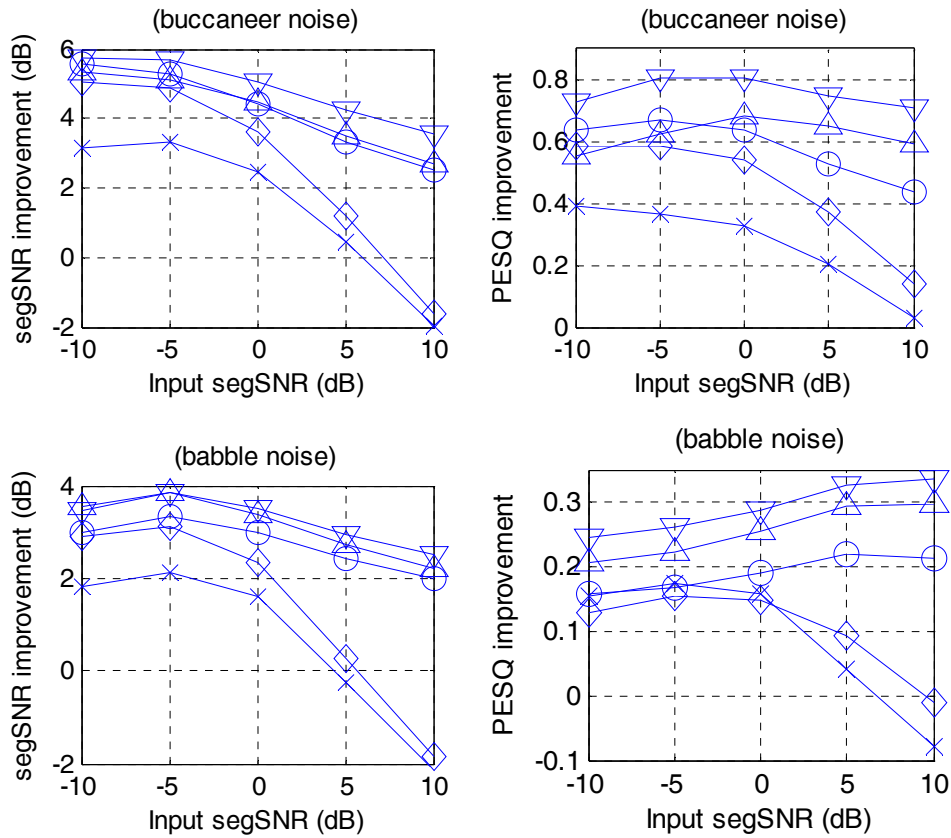 (buccaneer noise)
segSNR improvement (dB)
6
4
2
0
-2
-10 -5 0 5 10
Input segSNR (dB)
(buccaneer noise)
PESQ improvement
0.8
0.6
0.4
0.2
0
-10 -5 0 5 10
Input segSNR (dB)
(babble noise)
segSNR improvement (dB)
4
2
0
-2
-10 -5 0 5 10
Input segSNR (dB)
(babble noise)
PESQ improvement
0.3
0.2
0.1
0
-0.1
-10 -5 0 5 10
Input segSNR (dB)